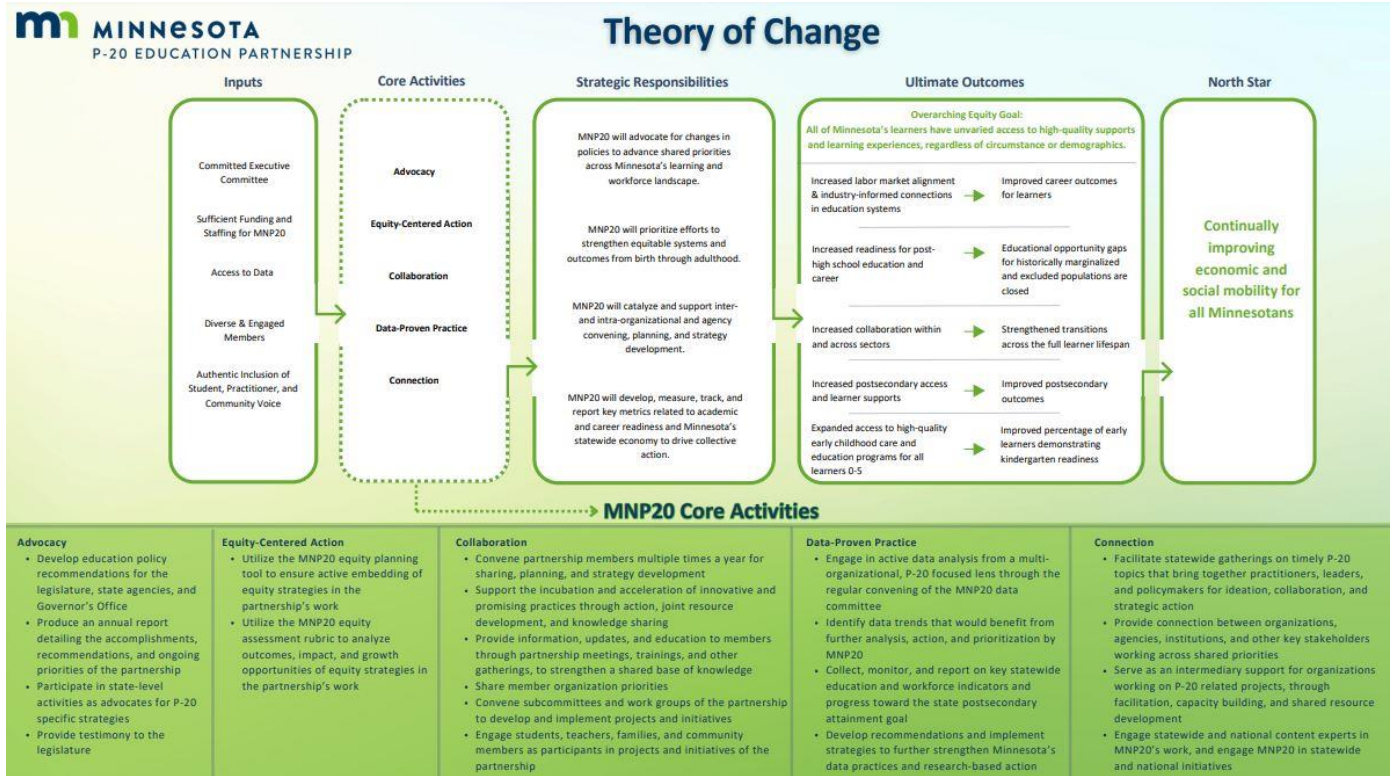 MINNESOTA
P-20 EDUCATION PARTNERSHIP
Theory of Change
Inputs
Committed Executive
Committee
Sufficient Funding and
Staffing for MNP20
Access to Data
Diverse & Engaged
Members
Authentic Inclusion of
Student, Practitioner, and
Community Voice
Core Activities
Advocacy
Equity-Centered Action
Collaboration
Data-Proven Practice
Connection
Strategic Responsibilities
MNP20 will advocate for changes in
policies to advance shared priorities
across Minnesota's learning and
workforce landscape.
MNP20 will prioritize efforts to
strengthen equitable systems and
outcomes from birth through adulthood.
MNP20 will catalyze and support inter-
and intra-organizational and agency
convening, planning, and strategy
development.
MNP20 will develop, measure, track, and
report key metrics related to academic
and career readiness and Minnesota's
statewide economy to drive collective
action.
Ultimate Outcomes
Overarching Equity Goal:
All of Minnesota's learners have unvaried access to high-quality supports
and learning experiences, regardless of circumstance or demographics.
Increased labor market alignment
& industry-informed connections
in education systems
Improved career outcomes
for learners
Increased readiness for post-
high school education and
career
Educational opportunity gaps
for historically marginalized
and excluded populations are
closed
Increased collaboration within
and across sectors
Strengthened transitions
across the full learner lifespan
Increased postsecondary access
and learner supports
Improved postsecondary
outcomes
Expanded access to high-quality
early childhood care and
education programs for all
learners 0-5
Improved percentage of early
learners demonstrating
kindergarten readiness
North Star
Continually
improving
economic and
social mobility for
all Minnesotans
MNP20 Core Activities
Advocacy
• Develop education policy
recommendations for the
legislature, state agencies, and
Governor's Office
• Produce an annual report
detailing the accomplishments,
recommendations, and ongoing
priorities of the partnership
• Participate in state-level
activities as advocates for P-20
specific strategies
• Provide testimony to the
legislature
Equity-Centered Action
• Utilize the MNP20 equity planning
tool to ensure active embedding of
equity strategies in the
partnership's work
• Utilize the MNP20 equity
assessment rubric to analyze
outcomes, impact, and growth
opportunities of equity strategies in
the partnership's work
Collaboration
• Convene partnership members multiple times a year for
sharing, planning, and strategy development
• Support the incubation and acceleration of innovative and
promising practices through action, joint resource
development, and knowledge sharing
• Provide information, updates, and education to members
through partnership meetings, trainings, and other
gatherings, to strengthen a shared base of knowledge
• Share member organization priorities
• Convene subcommittees and work groups of the partnership
to develop and implement projects and initiatives
• Engage students, teachers, families, and community
members as participants in projects and initiatives of the
partnership
Data-Proven Practice
• Engage in active data analysis from a multi-
organizational, P-20 focused lens through the
regular convening of the MNP20 data
committee
• Identify data trends that would benefit from
further analysis, action, and prioritization by
MNP20
• Collect, monitor, and report on key statewide
education and workforce indicators and
progress toward the state postsecondary
attainment goal
• Develop recommendations and implement
strategies to further strengthen Minnesota's
data practices and research-based action
Connection
• Facilitate statewide gatherings on timely P-20
topics that bring together practitioners, leaders,
and policymakers for ideation, collaboration, and
strategic action
• Provide connection between organizations,
agencies, institutions, and other key stakeholders
working across shared priorities
• Serve as an intermediary support for organizations
working on P-20 related projects, through
facilitation, capacity building, and shared resource
development
• Engage statewide and national content experts in
MNP20's work, and engage MNP20 in statewide
and national initiatives